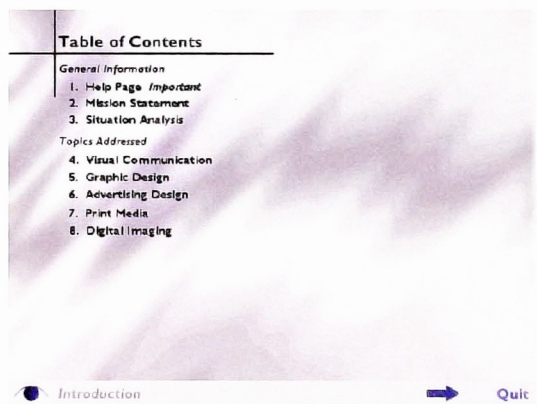 Table of Contents
General Information
1. Help Page Important
2. Mission Statement
3. Situation Analysis
Topics Addressed
4. Visual Communication
5. Graphic Design
6. Advertising Design
7. Print Media
8. Digital Imaging
Introduction
Quit